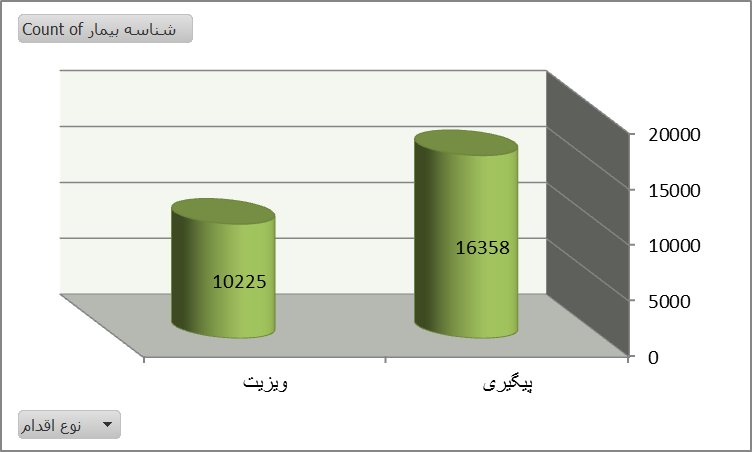 Count of شناسه بیمار
20000
15000
10000
5000
0
16358
10225
پیگیری
ویزیت
نوع اقدام